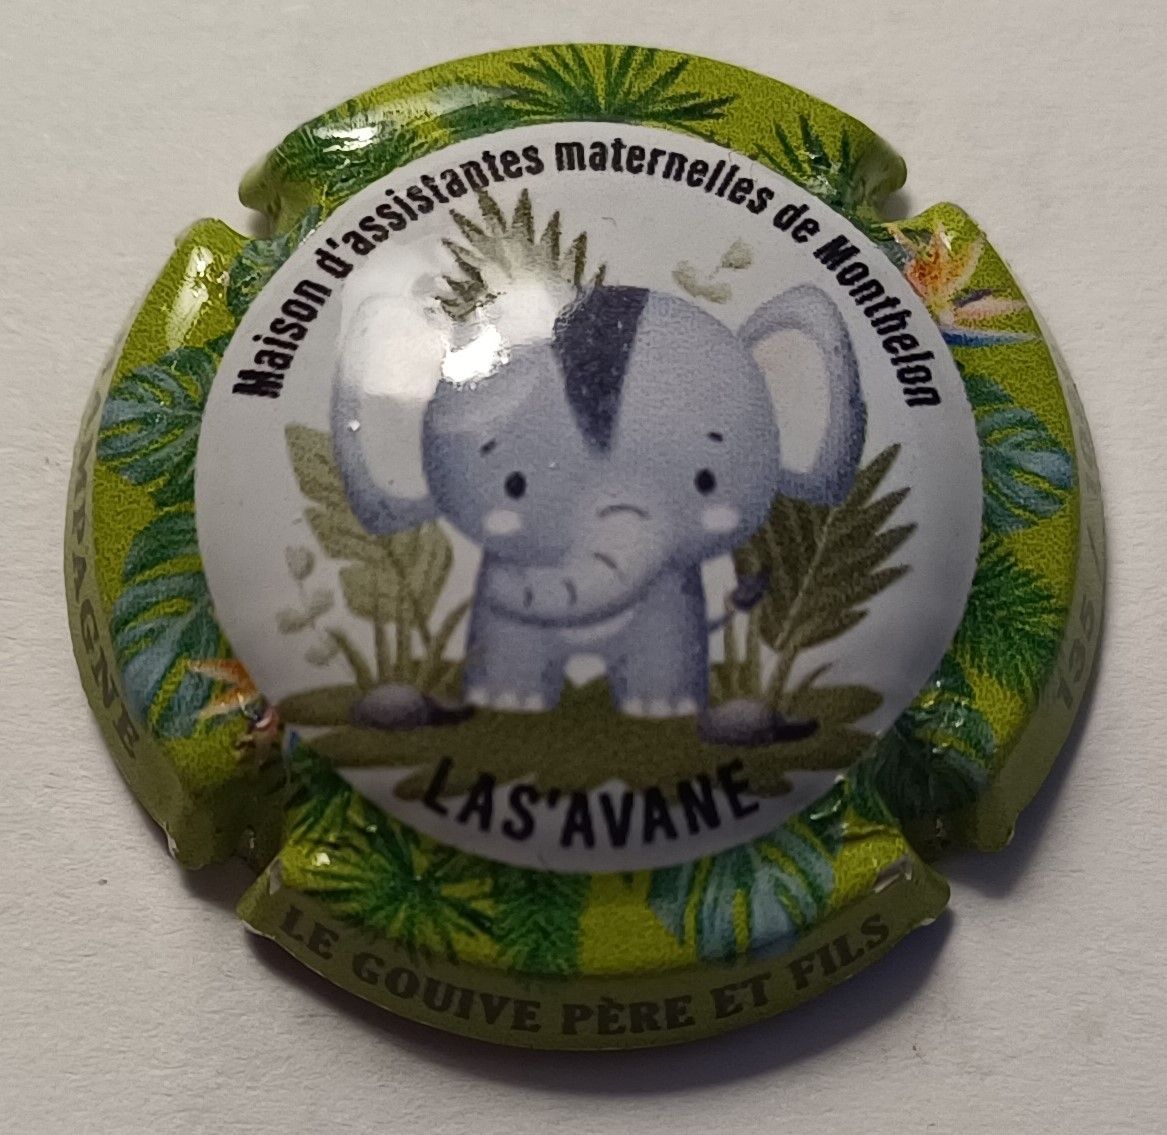 Maison d'assistantes maternelles de Monthelon
LAS'AVANE
LE GOUIVE PÈRE ET FILS